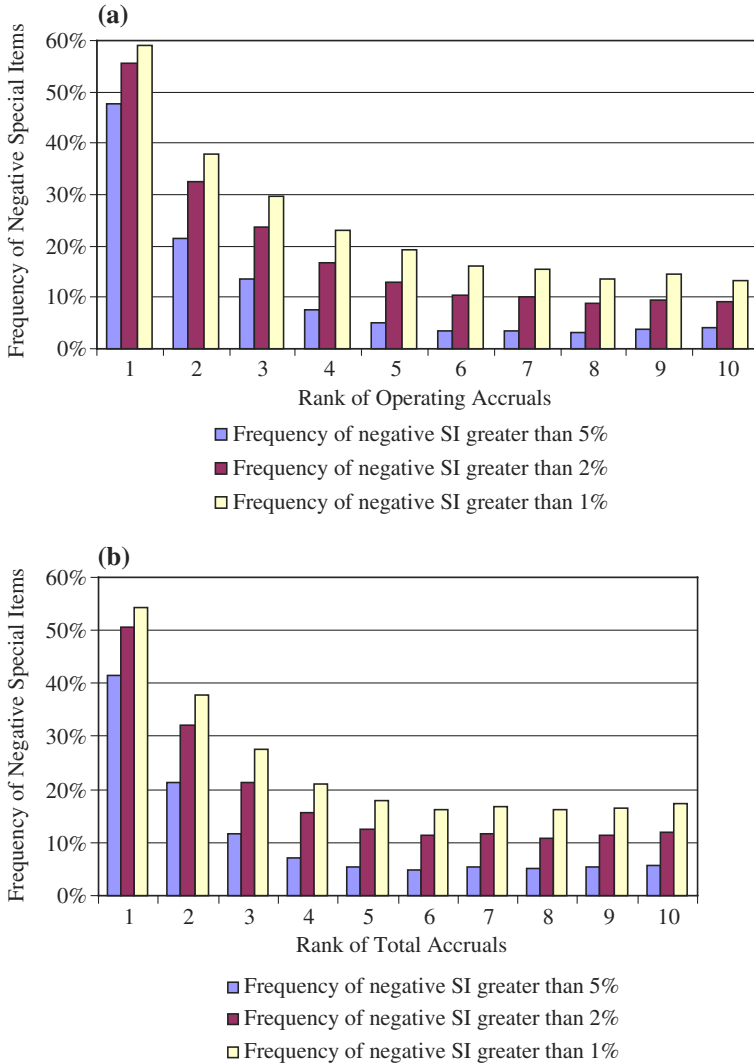 (a)
Frequency of Negative Special Items
60%
50%
40%
30%
20%
10%
0%
1 2 3 4 5 6 7 8 9 10
Rank of Operating Accruals
Frequency of negative SI greater than 5%
Frequency of negative SI greater than 2%
Frequency of negative SI greater than 1%
(b)
Frequency of Negative Special Items
60%
50%
40%
30%
20%
10%
0%
1 2 3 4 5 6 7 8 9 10
Rank of Total Accruals
Frequency of negative SI greater than 5%
Frequency of negative SI greater than 2%
Frequency of negative SI greater than 1%